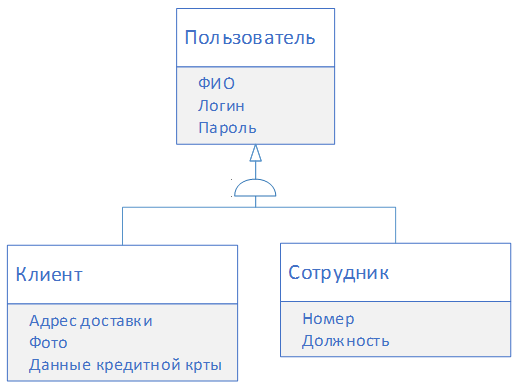 Пользователь
ФИО
Логин
Пароль
Клиент
Адрес доставки
Фото
Данные кредитной крты
Сотрудник
Номер
Должность